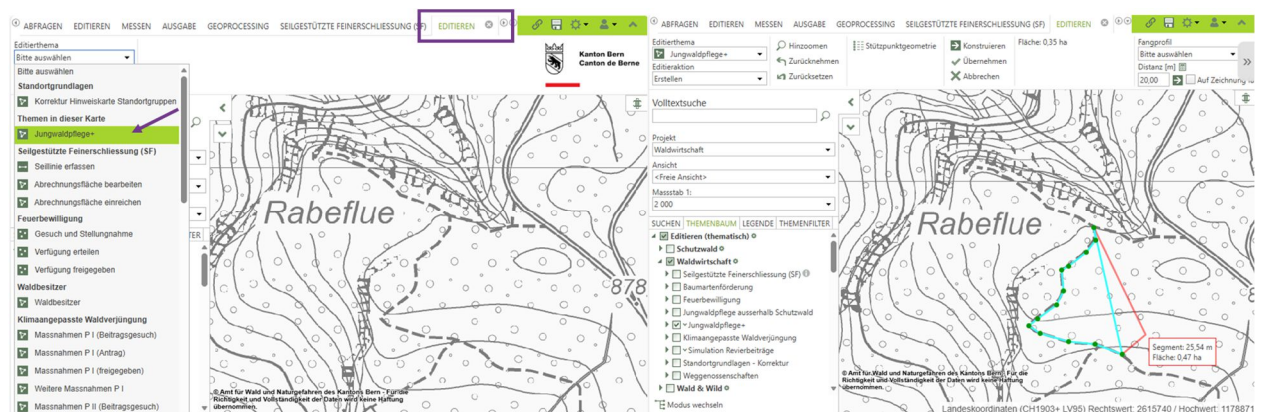 ABFRAGEN EDITIEREN MESSEN AUSGABE GEOPROCESSING SEILGESTÜTZTE FEINERSCHLIESSUNG (SF) EDITIEREN
Editierthema
Bitte auswählen
Bitte auswählen
Standortgrundlagen
Korrektur Hinweiskarte Standortgruppen
Themen in dieser Karte
Jungwaldpflege+
Seilgestützte Feinerschliessung (SF)
Seillinie erfassen
Abrechnungsfläche bearbeiten
Abrechnungsfläche einreichen
Feuerbewilligung
Gesuch und Stellungnahme
Verfügung erteilen
Verfügung freigegeben
Waldbesitzer
Waldbesitzer
Klimaangepasste Waldverjüngung
Massnahmen P I (Beitragsgesuch)
Massnahmen P I (Antrag)
Massnahmen P I (freigegeben)
Weitere Massnahmen P I
Massnahmen P II (Beitragsgesuch)
TER
Kanton Bern
Canton de Berne
Rabeflue
878
© Amt für Wald und Naturgefahren des Kantons Bern - Für die
Richtigkeit und Vollständigkeit der Daten wird keine Haftung
übernommen.
ABFRAGEN EDITIEREN MESSEN AUSGABE GEOPROCESSING SEILGESTÜTZTE FEINERSCHLIESSUNG (SF) EDITIEREN
Editierthema
Jungwaldpflege+
Editieraktion
Erstellen
Hinzoomen
Zurücknehmen
Zurücksetzen
Stützpunktgeometrie
Konstruieren
Übernehmen
Abbrechen
Fläche: 0,35 ha
Fangprofil
Bitte auswählen
Distanz [m]
20,00 Auf Zeichnung
Volltextsuche
Projekt
Waldwirtschaft
Ansicht
<Freie Ansicht>
Massstab 1:
2 000
SUCHEN THEMENBAUM LEGENDE THEMENFILTER
Editieren (thematisch)
Schutzwald
Waldwirtschaft
Seilgestützte Feinerschliessung (SF)
Baumartenförderung
Feuerbewilligung
Jungwaldpflege ausserhalb Schutzwald
Jungwaldpflege+
Klimaangepasste Waldverjüngung
Simulation Revierbeiträge
Standortgrundlagen - Korrektur
Weggenossenschaften
Wald & Wild
Modus wechseln
Rabeflue
8
Segment: 25,54 m
Fläche: 0,47 ha
© Amt für Wald und Naturgefahren des Kantons Bern - Für die
Richtigkeit und Vollständigkeit der Daten wird keine Haftung
übernommen.
Landeskoordinaten (CH1903+ LV95) Rechtswert: 2615740 / Hochwert: 1178871